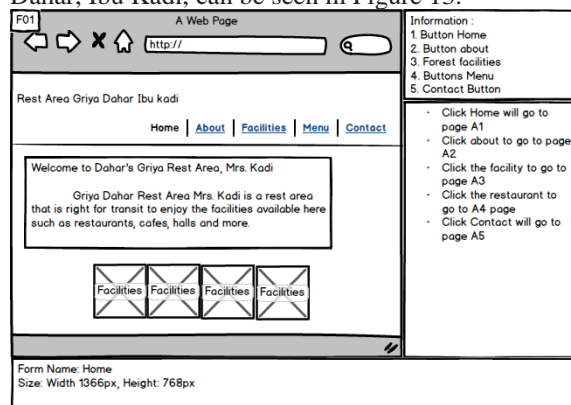 Dahar, Ibu Kadi, can be seen in Figure 13.
F01
A Web Page
http://
Information :
1. Button Home
2. Button about
3. Forest facilities
4. Buttons Menu
5. Contact Button
Rest Area Griya Dahar Ibu kadi
Home | About | Facilities | Menu | Contact
Welcome to Dahar's Griya Rest Area, Mrs. Kadi
Griya Dahar Rest Area Mrs. Kadi is a rest area
that is right for transit to enjoy the facilities available here
such as restaurants, cafes, halls and more.
Facilities Facilities Facilities Facilities
· Click Home will go to
page A1
· Click about to go to page
A2
· Click the facility to go to
page A3
· Click the restaurant to
go to A4 page
· Click Contact will go to
page A5
Form Name: Home
Size: Width 1366px, Height: 768px